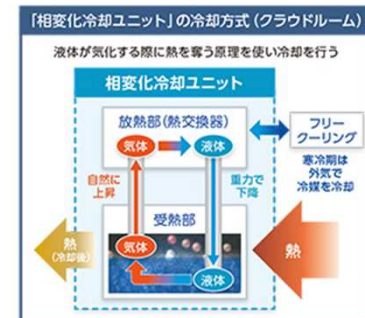 「相変化冷却ユニット」の冷却方式(クラウドルーム)
液体が気化する際に熱を奪う原理を使い冷却を行う
相変化冷却ユニット
放熱部(熱交換器)
気体
液体
フリー
クーリング
寒冷期は
外気で
冷媒を冷却
自然に
上昇
重力で
下降
受熱部
気体
液体
熱
(冷却後)
熱